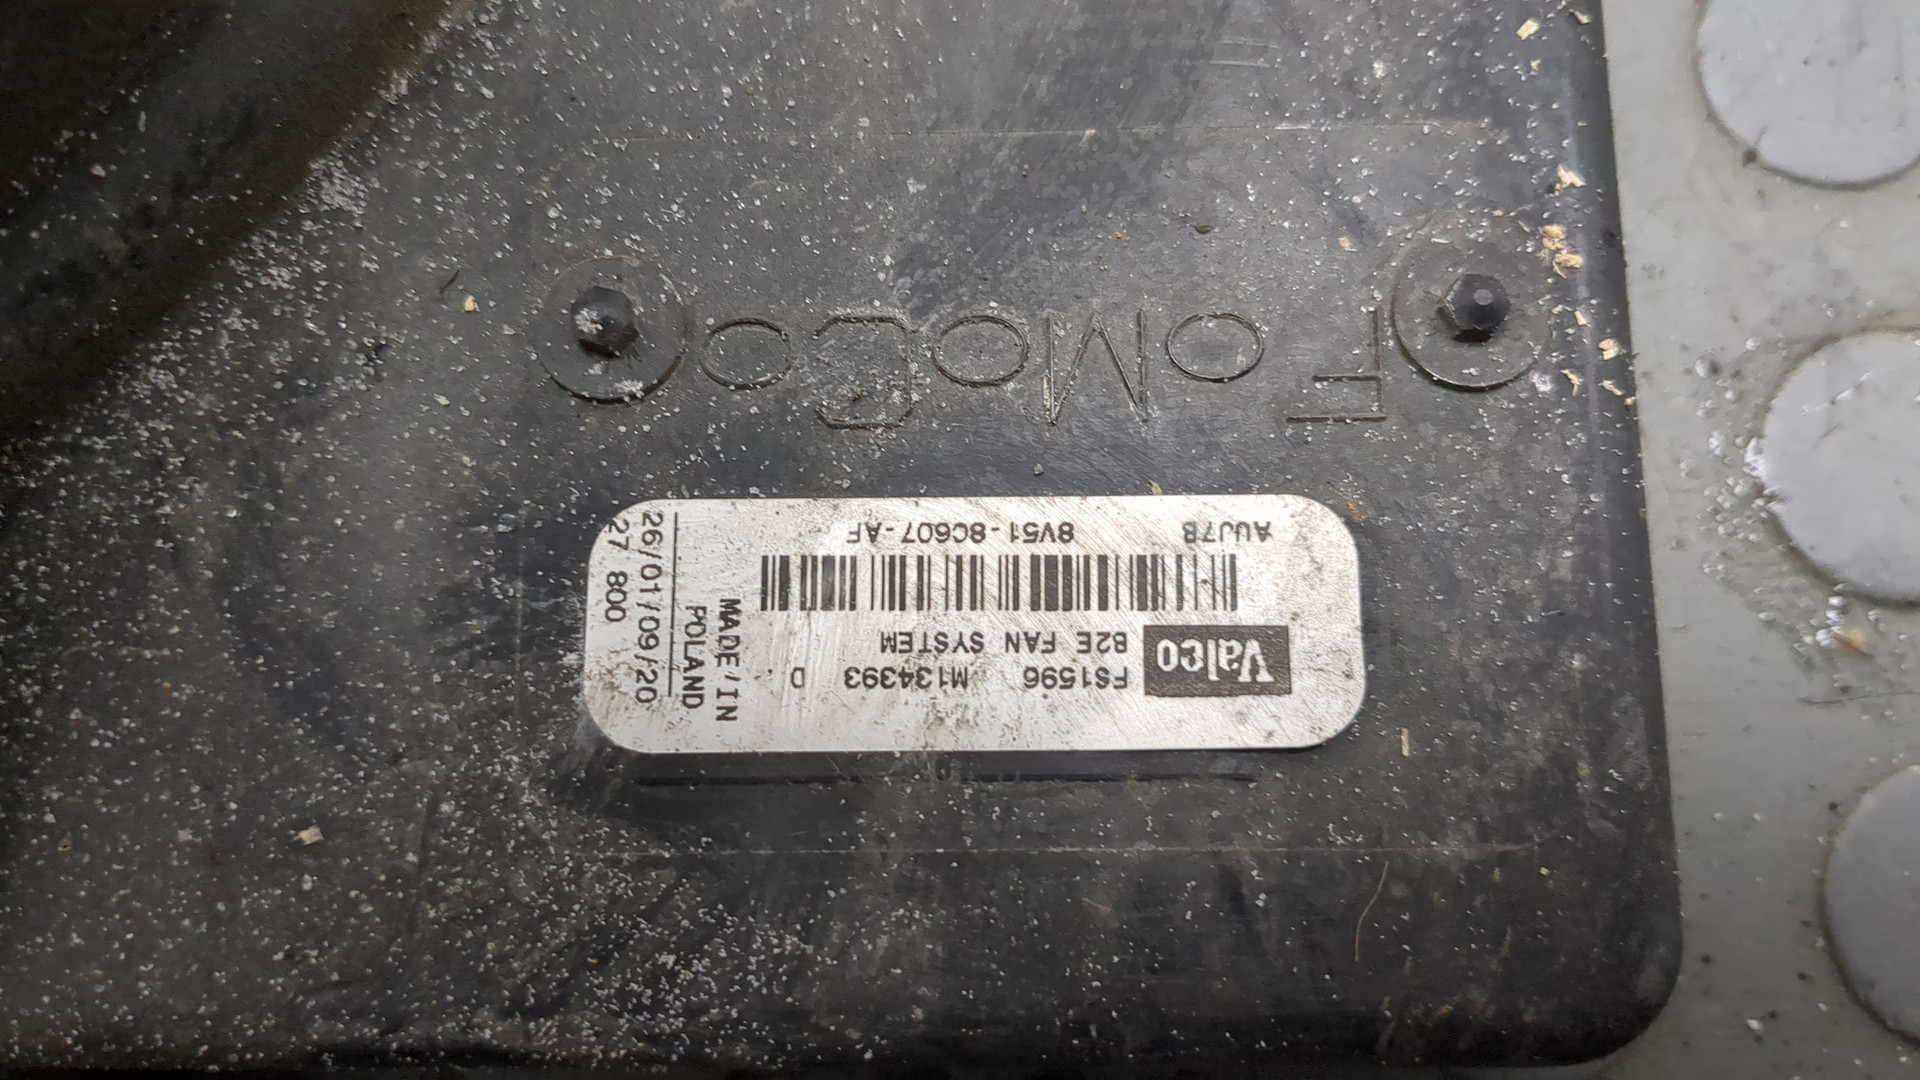 Valeo
FS1596 M134393 D
B2E FAN SYSTEM
AUJ7B 8V51-8C607-AF
MADE IN
POLAND
26/01/09/20
27 800
FoMoCo